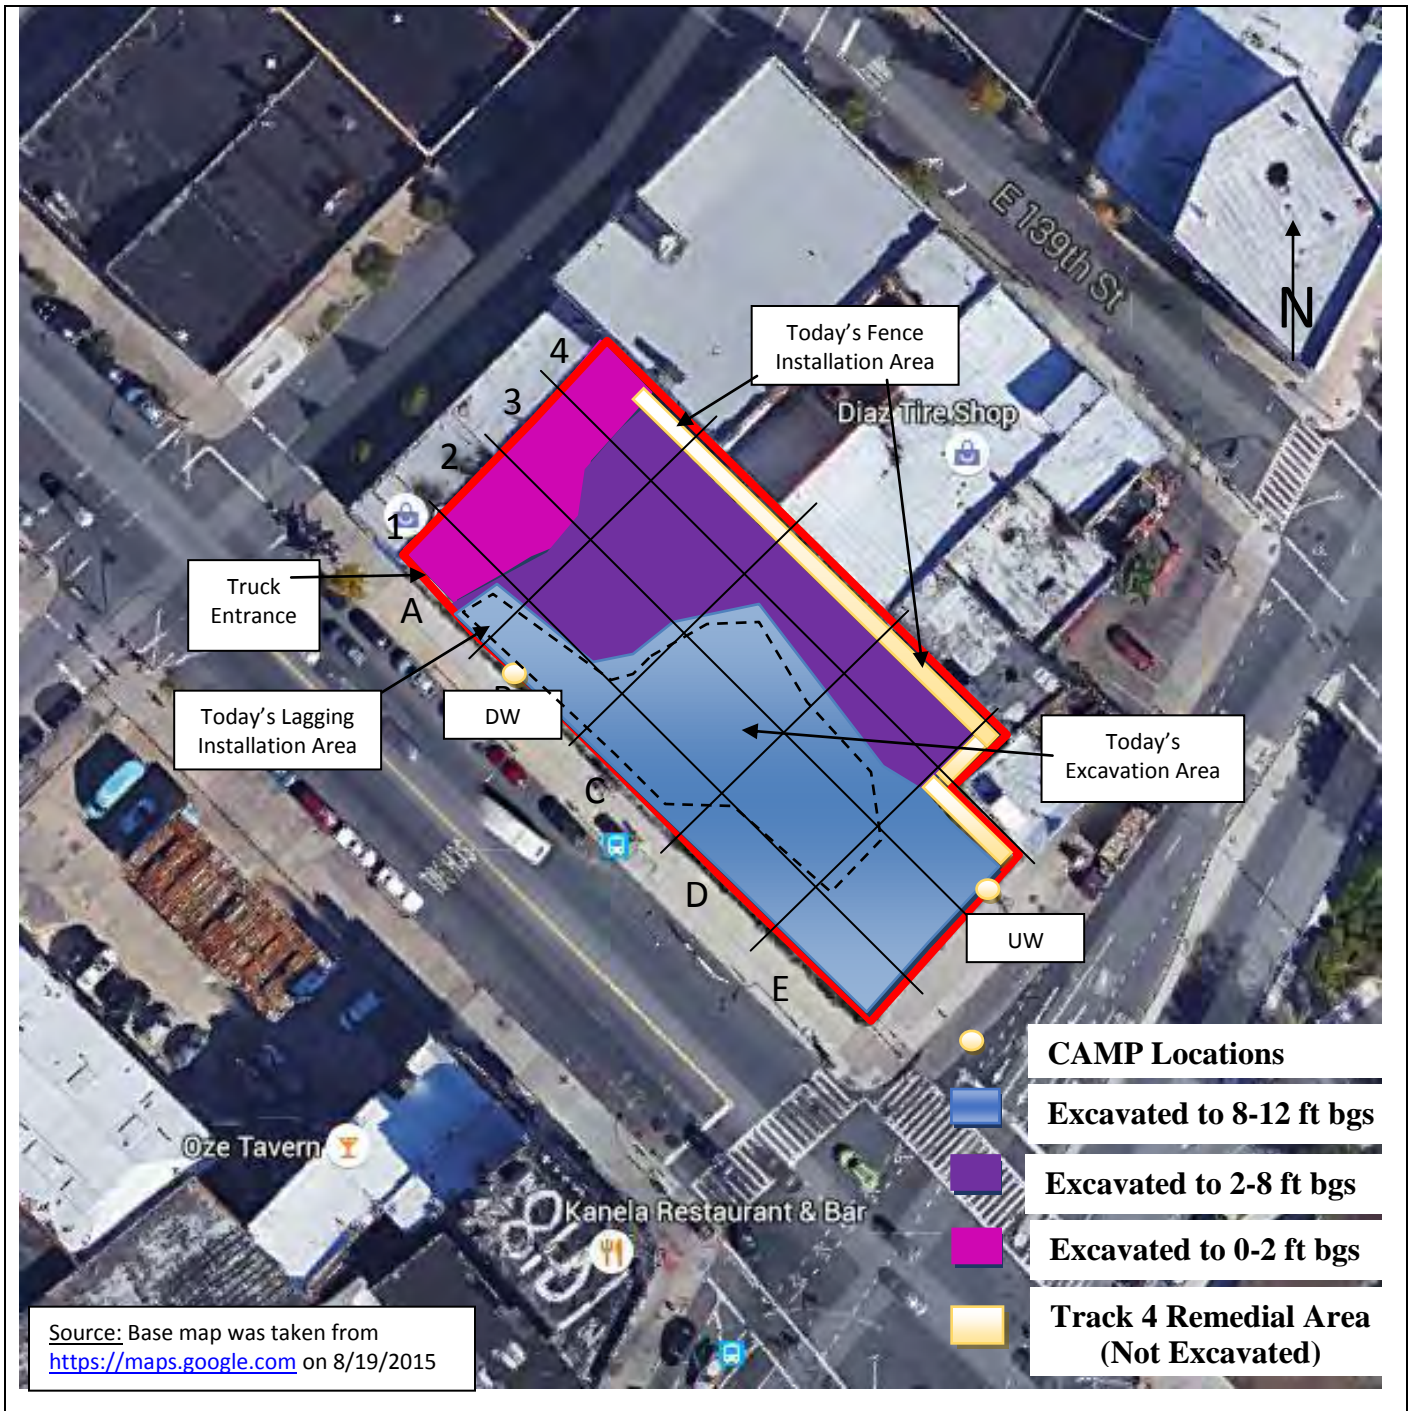 E 139th St
N
Today's Fence
Installation Area
Diaz Tire Shop
4
3
2
1
Truck
Entrance
A
Today's Lagging
Installation Area
DW
Today's
Excavation Area
C
D
UW
E
CAMP Locations
Excavated to 8-12 ft bgs
Excavated to 2-8 ft bgs
Excavated to 0-2 ft bgs
Track 4 Remedial Area
(Not Excavated)
Oze Tavern
Kanela Restaurant & Bar
Source: Base map was taken from
https://maps.google.com on 8/19/2015